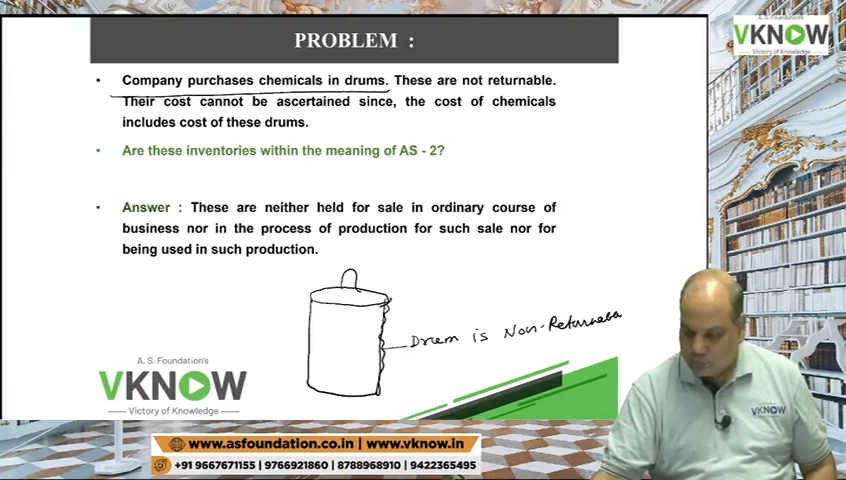 PROBLEM :
A. S. Foundation's
VKNOW
Victory of Knowledge
• Company purchases chemicals in drums. These are not returnable.
Their cost cannot be ascertained since, the cost of chemicals
includes cost of these drums.
• Are these inventories within the meaning of AS - 2?
• Answer : These are neither held for sale in ordinary course of
business nor in the process of production for such sale nor for
being used in such production.
Drum is Non-Returnable
A. S. Foundation's
VKNOW
Victory of Knowledge
VKNOW
www.asfoundation.co.in | www.vknow.in
+91 9667671155 | 9766921860 | 8788968910 | 9422365495